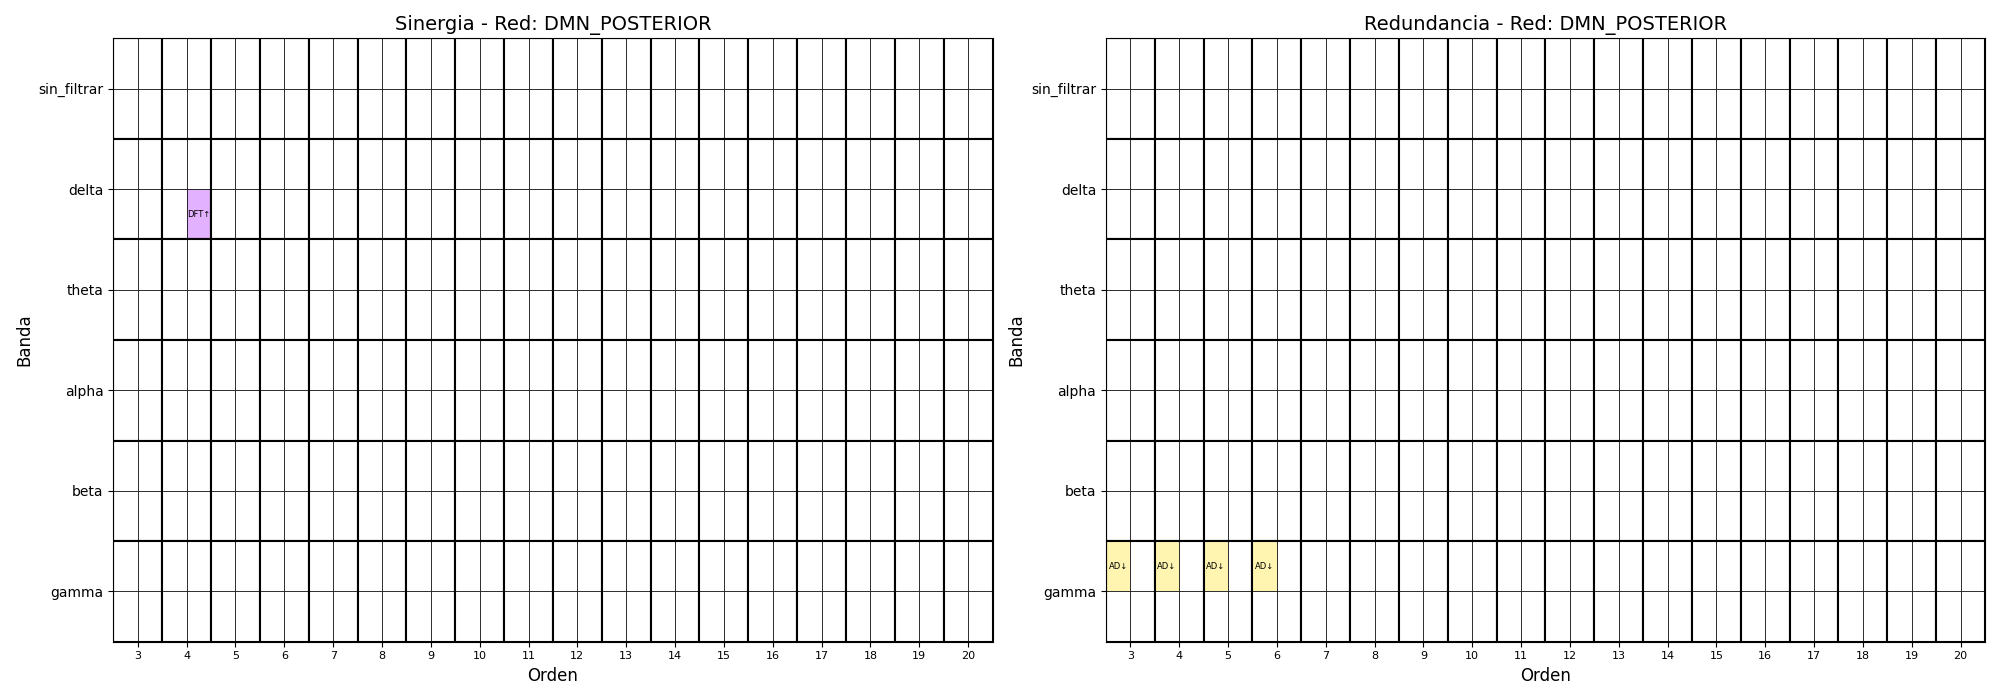 Sinergia - Red: DMN_POSTERIOR
Banda
sin_filtrar
delta
theta
alpha
beta
gamma
DFT↑
3 4 5 6 7 8 9 10 11 12 13 14 15 16 17 18 19 20
Orden
Redundancia - Red: DMN_POSTERIOR
Banda
sin_filtrar
delta
theta
alpha
beta
gamma
AD↓ AD↓ AD↓ AD↓
3 4 5 6 7 8 9 10 11 12 13 14 15 16 17 18 19 20
Orden